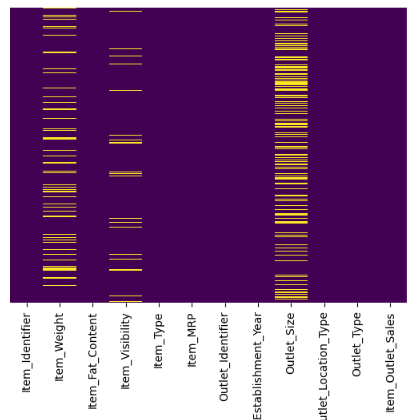 Item_Identifier
Item_Weight
Item_Fat_Content
Item_Visibility
Item_Type
Item_MRP
Outlet_Identifier
Establishment_Year
Outlet_Size
utlet_Location_Type
Outlet_Type
Item_Outlet_Sales